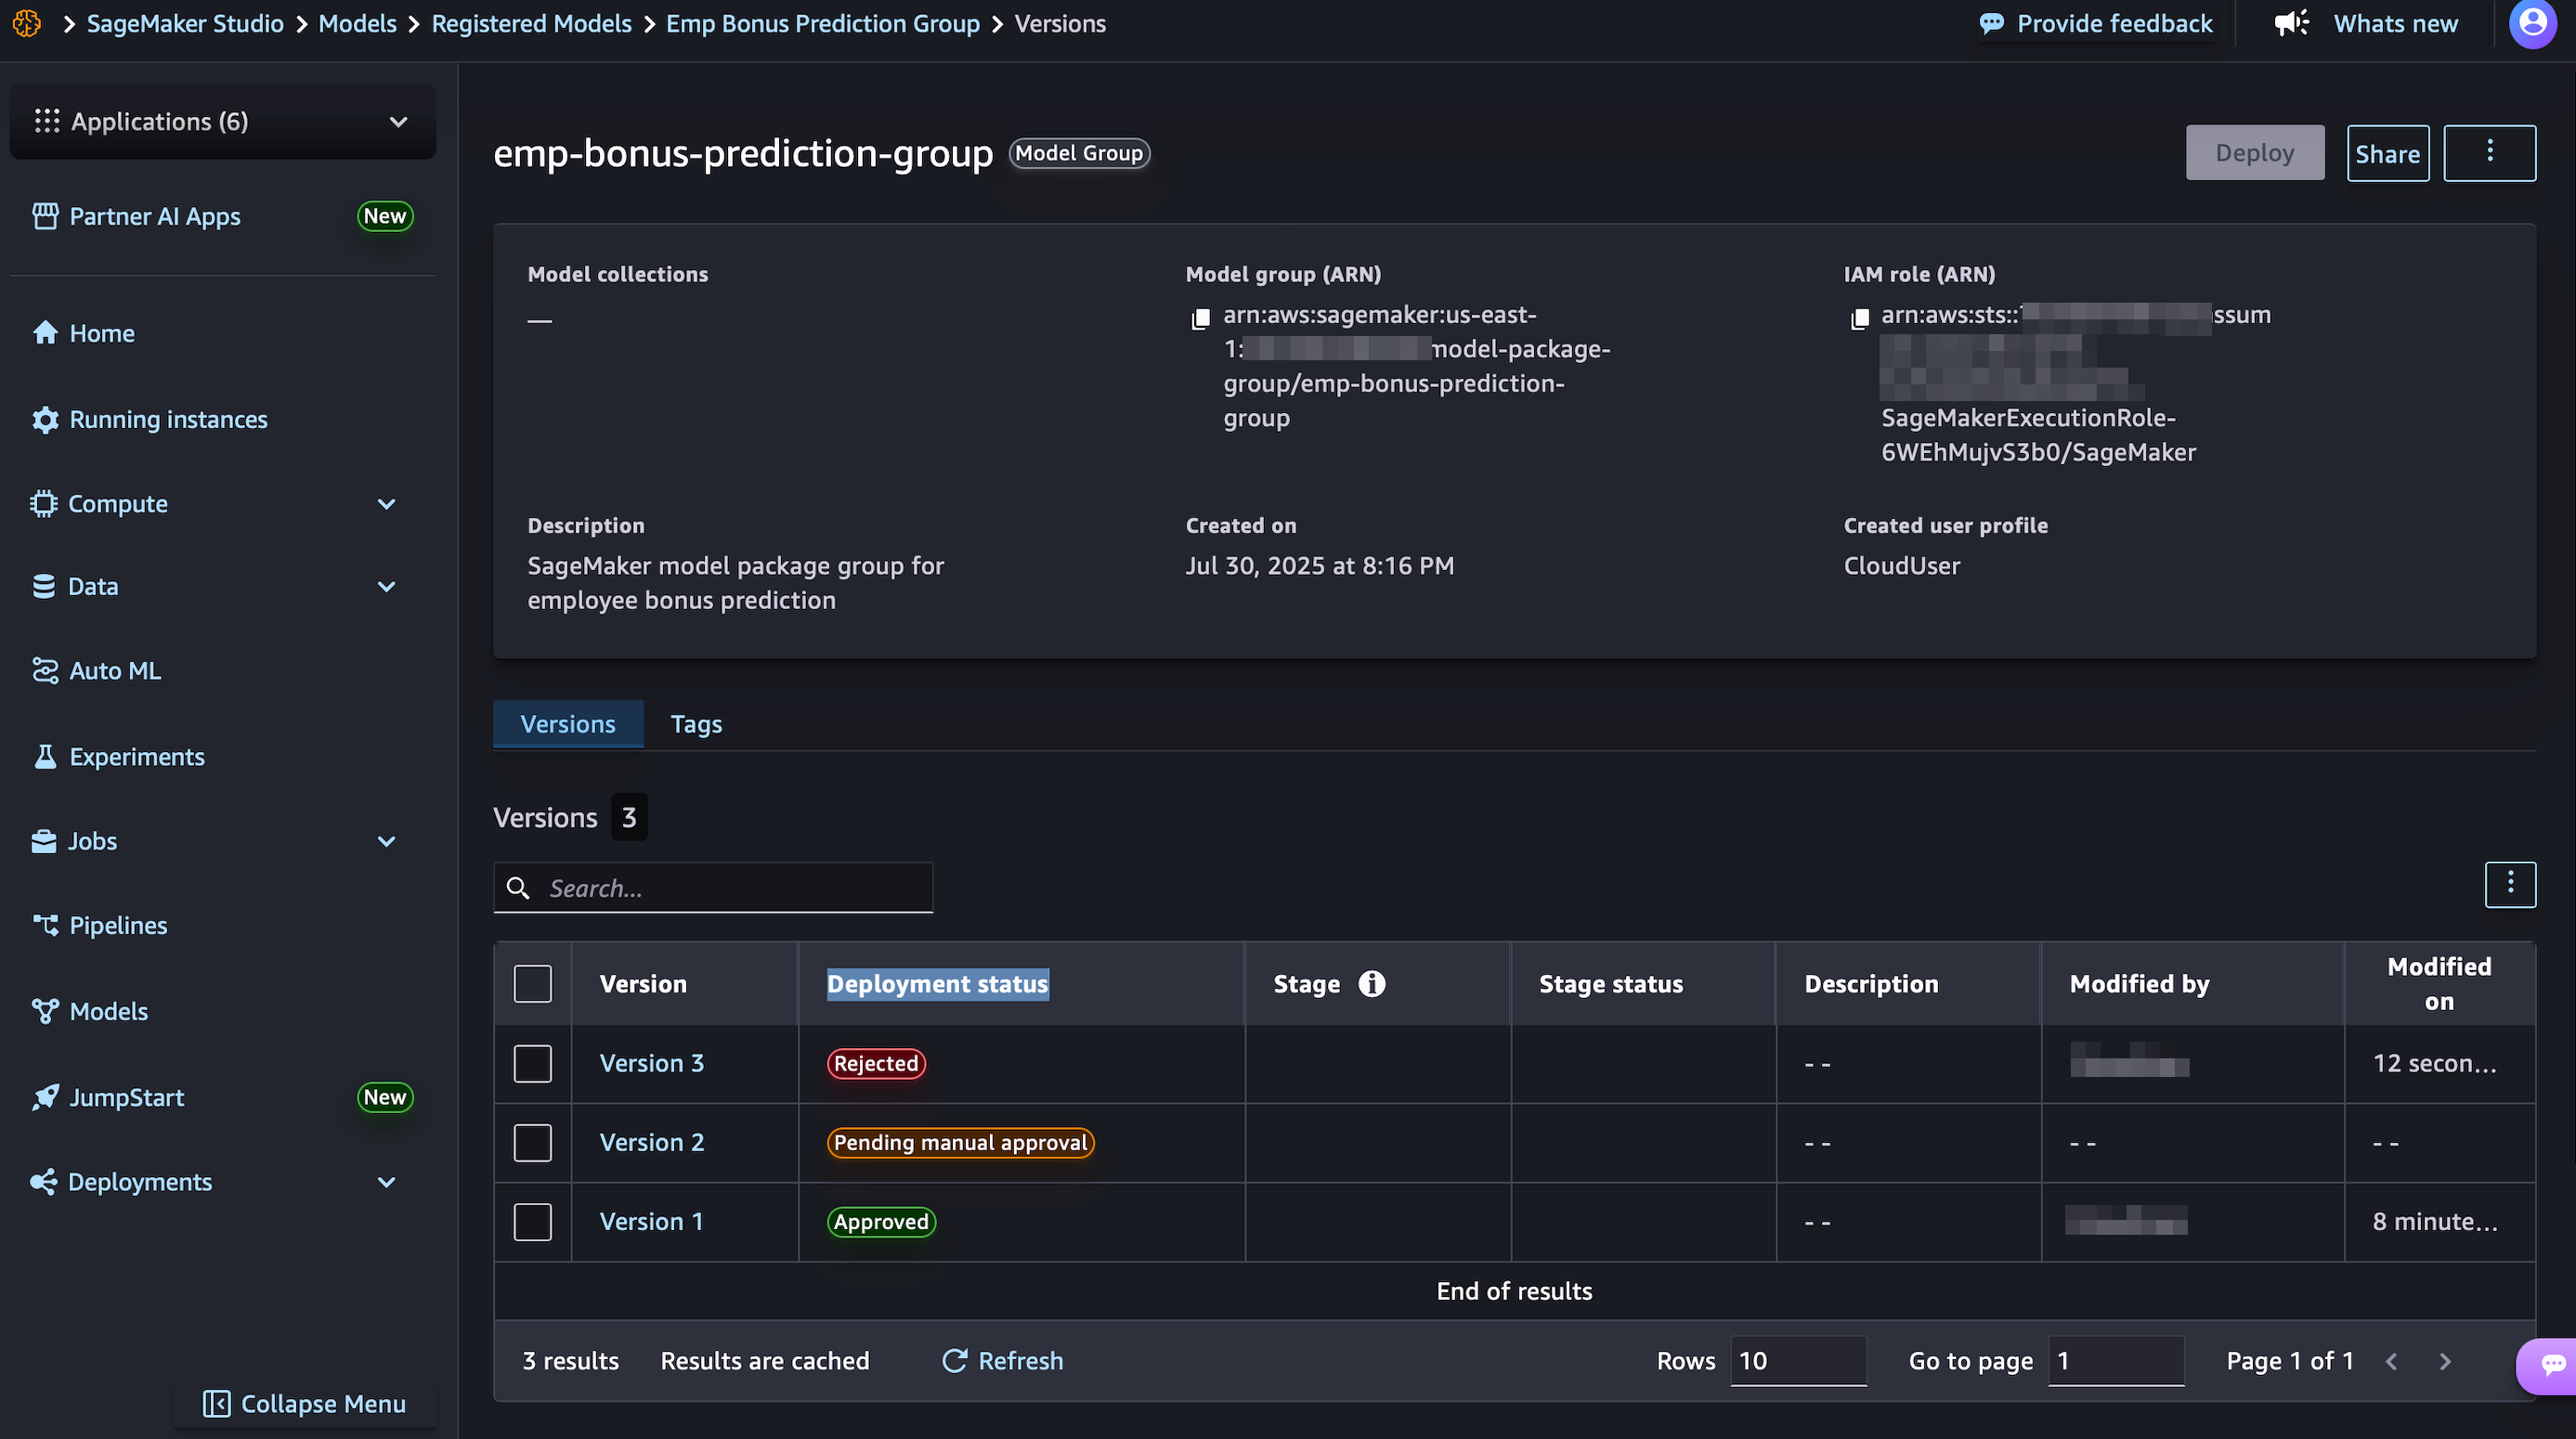 SageMaker Studio > Models > Registered Models > Emp Bonus Prediction Group > Versions
Provide feedback
Whats new
Applications (6)
Partner AI Apps New
Home
Running instances
Compute
Data
Auto ML
Experiments
Jobs
Pipelines
Models
JumpStart New
Deployments
Collapse Menu
emp-bonus-prediction-group Model Group
Deploy
Share
Model collections
—
Model group (ARN)
arn:aws:sagemaker:us-east-
1: model-package-
group/emp-bonus-prediction-
group
IAM role (ARN)
arn:aws:sts:: ssum
SageMakerExecutionRole-
6WEhMujvS3b0/SageMaker
Description
SageMaker model package group for
employee bonus prediction
Created on
Jul 30, 2025 at 8:16 PM
Created user profile
CloudUser
Versions Tags
Versions 3
Search...
Version Deployment status Stage Stage status Description Modified by Modified
on
Version 3 Rejected -- 12 secon...
Version 2 Pending manual approval -- -- --
Version 1 Approved -- 8 minute...
End of results
3 results Results are cached Refresh Rows 10 Go to page 1 Page 1 of 1